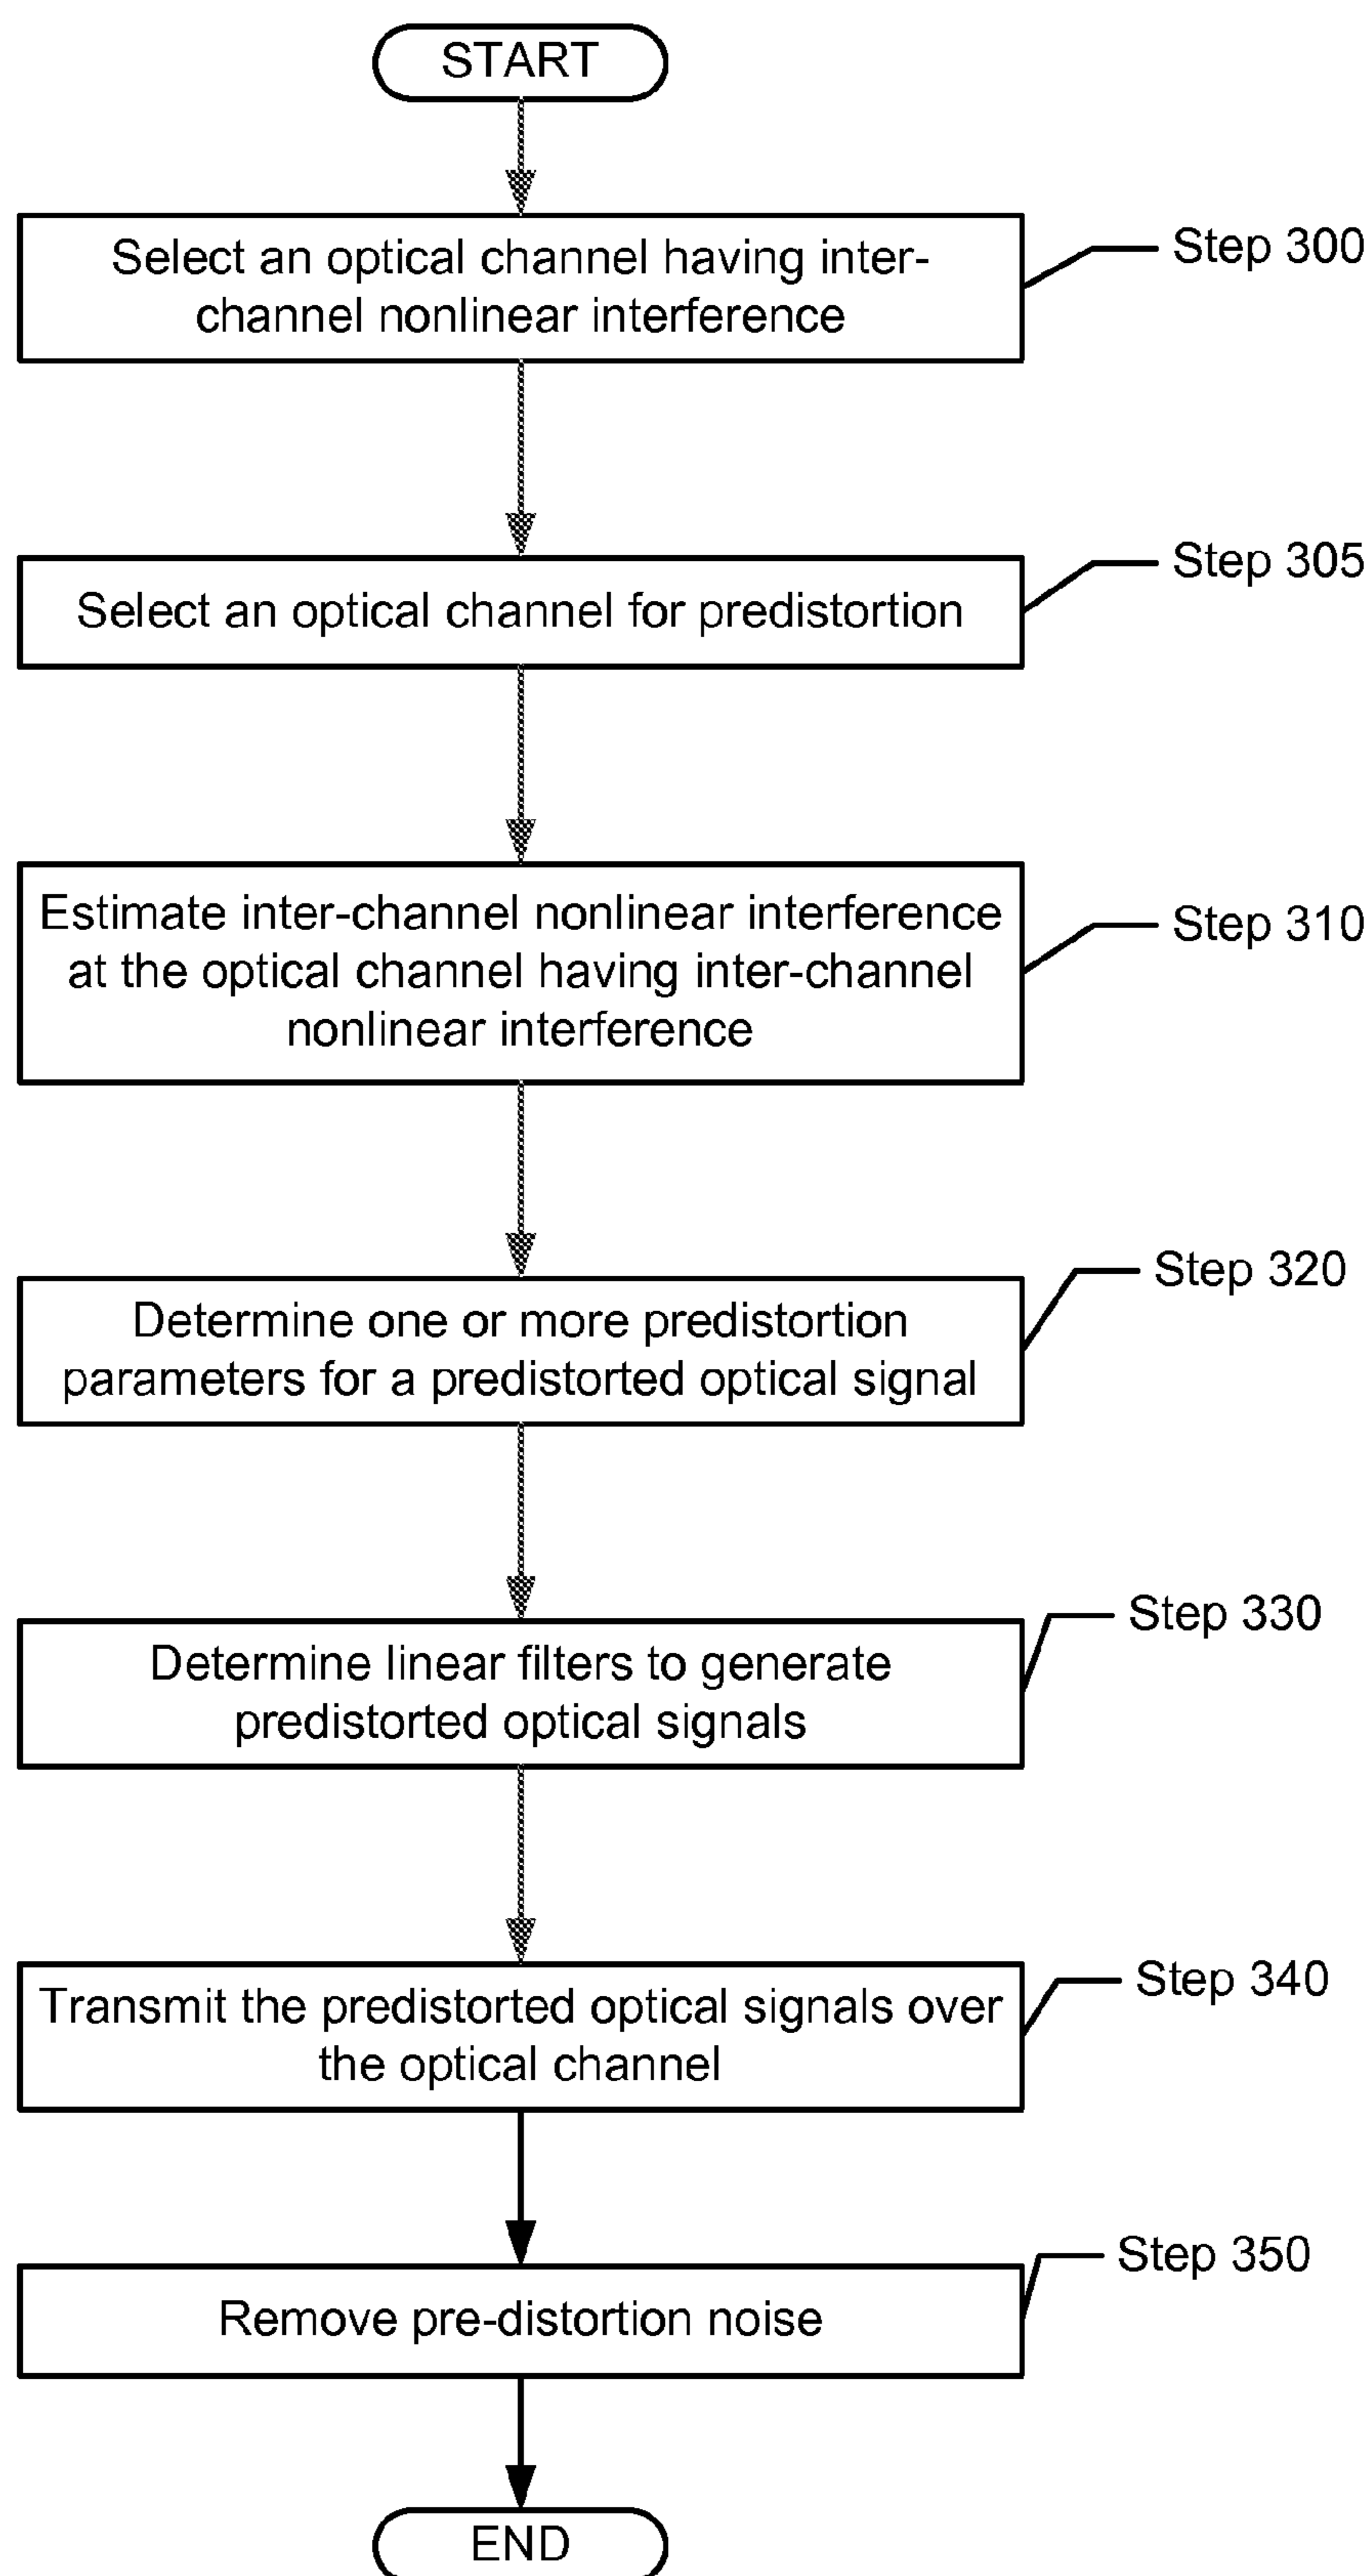 START
Select an optical channel having inter-
channel nonlinear interference
Step 300
Select an optical channel for predistortion
Step 305
Estimate inter-channel nonlinear interference
at the optical channel having inter-channel
nonlinear interference
Step 310
Determine one or more predistortion
parameters for a predistorted optical signal
Step 320
Determine linear filters to generate
predistorted optical signals
Step 330
Transmit the predistorted optical signals over
the optical channel
Step 340
Remove pre-distortion noise
Step 350
END